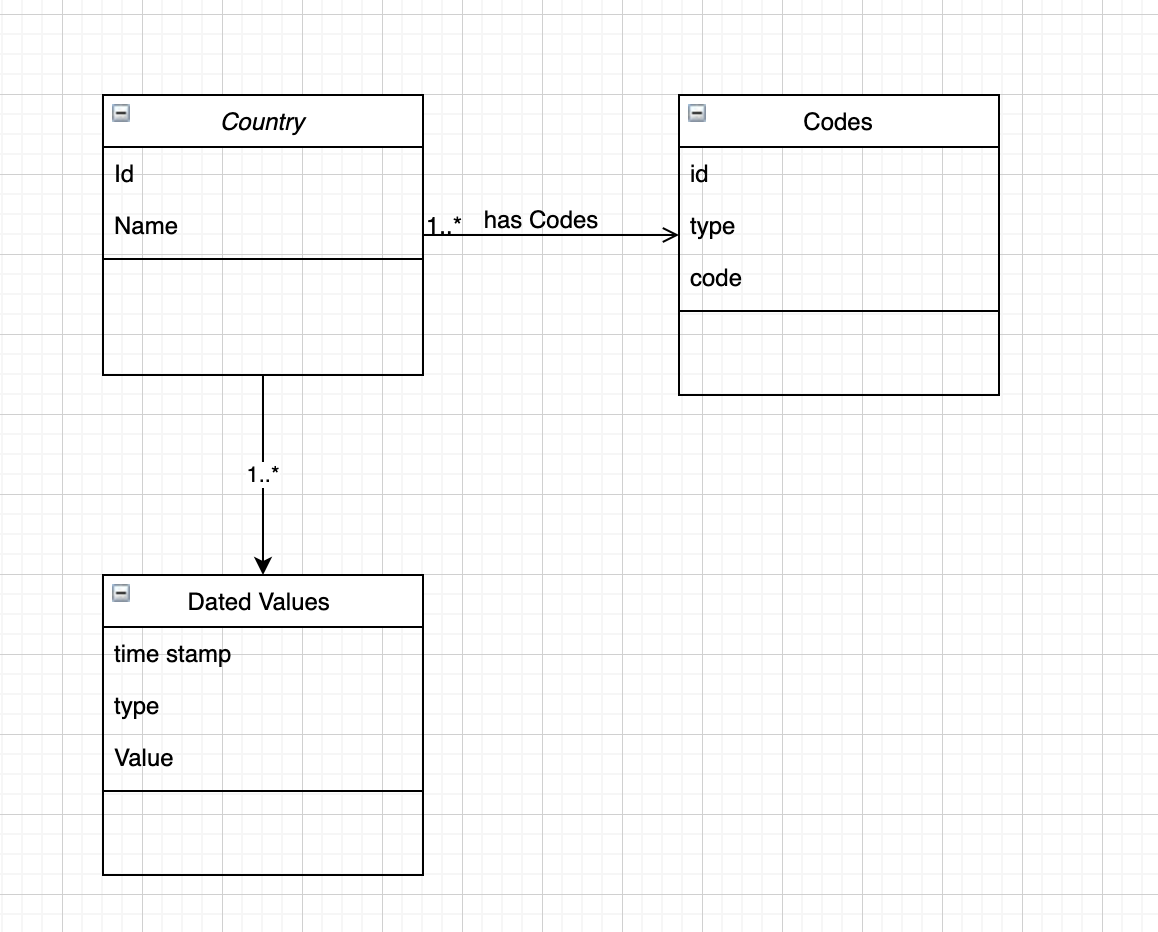 Country
Id
Name
1..*
has Codes
Codes
id
type
code
1..*
Dated Values
time stamp
type
Value